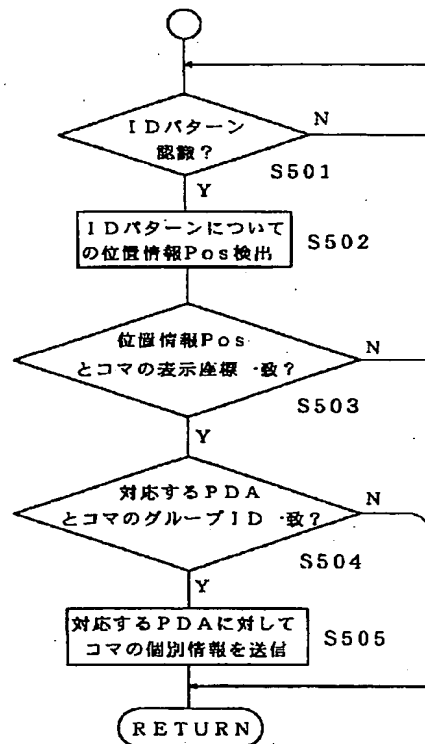 IDパターン
認識?
N
S501
Y
IDパターンについて
の位置情報Pos検出
S502
位置情報Pos
とコマの表示座標一致?
N
S503
Y
対応するPDA
とコマのグループID一致?
N
S504
Y
対応するPDAに対して
コマの個別情報を送信
S505
RETURN